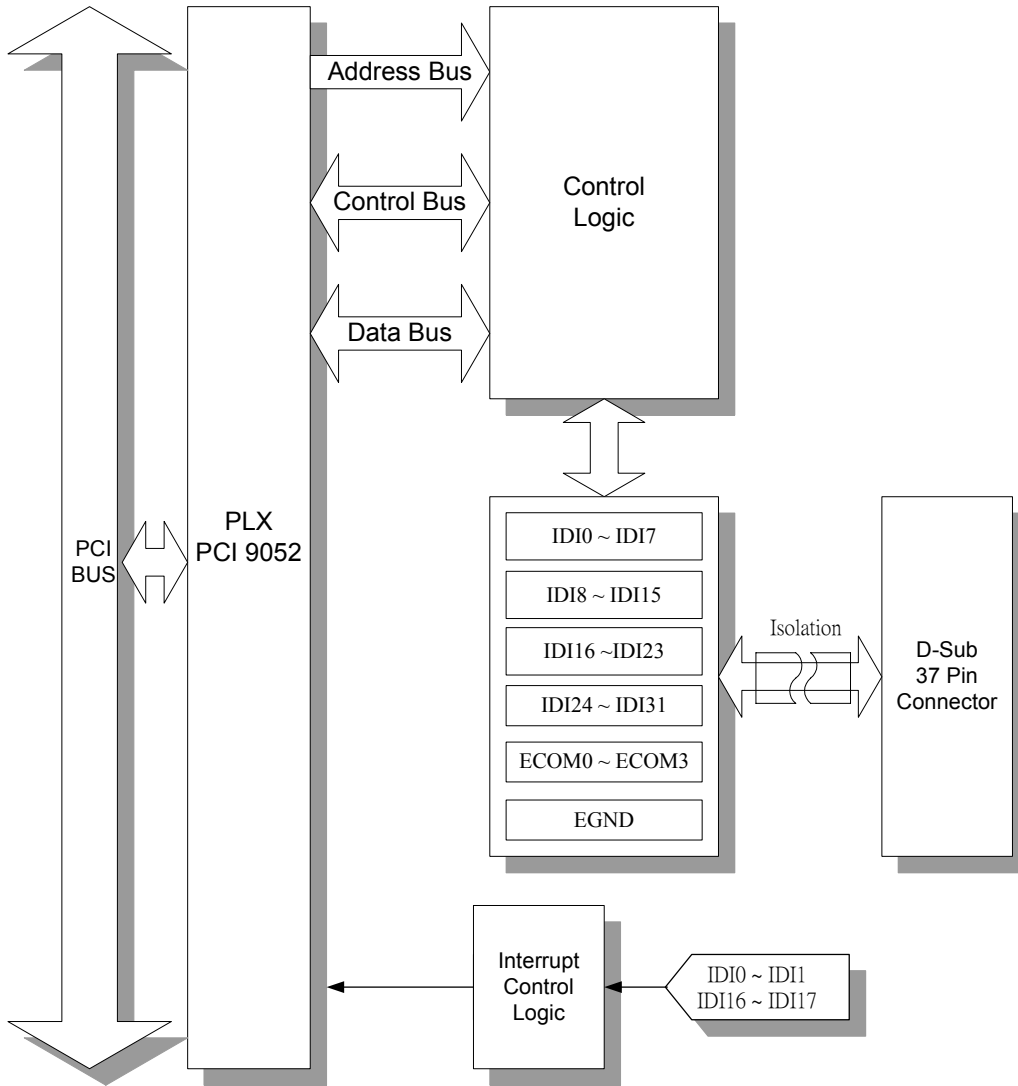 Address Bus
Control Bus
Data Bus
Control
Logic
PCI
BUS
PLX
PCI 9052
IDI0 ~ IDI7
IDI8 ~ IDI15
IDI16 ~IDI23
IDI24 ~ IDI31
ECOM0 ~ ECOM3
EGND
Isolation
D-Sub
37 Pin
Connector
Interrupt
Control
Logic
IDI0 ~ IDI1
IDI16 ~ IDI17